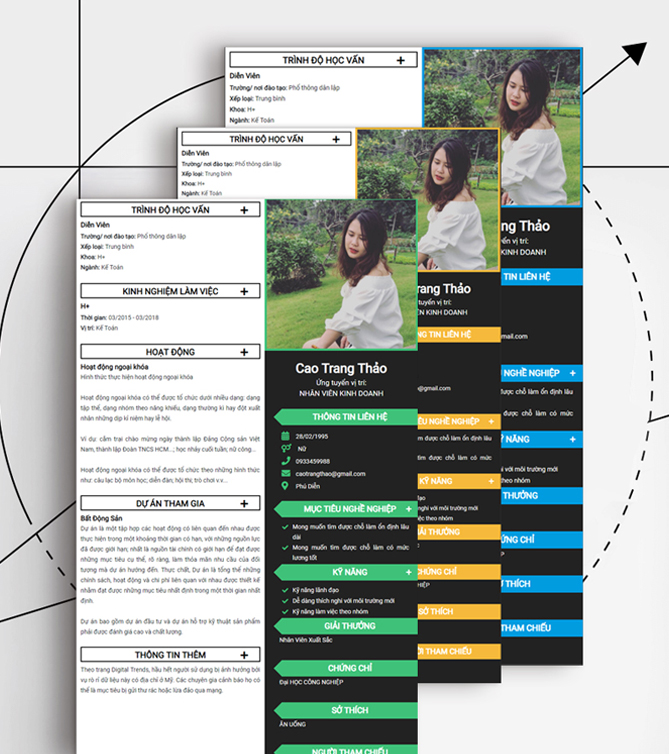 TRÌNH ĐỘ HỌC VẤN +
Diễn Viên
Trường/ nơi đào tạo: Phổ thông dân lập
Xếp loại: Trung bình
Khoa: H+
Ngành: Kế Toán
ng Thảo
í trí:
KINH DOANH
TIN LIÊN HỆ
mail.com
NGHỀ NGHIỆP +
được chỗ làm ổn định lâu
được chỗ làm có mức
NĂNG +
i với môi trường mới
theo nhóm
THƯỞNG
ỨNG CHỈ
P
THÍCH
THAM CHIẾU
TRÌNH ĐỘ HỌC VẤN +
Diễn Viên
Trường/ nơi đào tạo: Phổ thông dân lập
Xếp loại: Trung bình
Khoa: H+
Ngành: Kế Toán
rang Thảo
tuyển vị trí:
ÊN KINH DOANH
NG TIN LIÊN HỆ
@gmail.com
ÊU NGHỀ NGHIỆP +
m được chỗ làm ổn định lâu
tìm được chỗ làm có mức
KỸ NĂNG +
đạo
nghi với môi trường mới
việc theo nhóm
IẢI THƯỞNG
CHỨNG CHỈ
HIỆP
SỞ THÍCH
ỜI THAM CHIẾU
TRÌNH ĐỘ HỌC VẤN +
Diễn Viên
Trường/ nơi đào tạo: Phổ thông dân lập
Xếp loại: Trung bình
Khoa: H+
Ngành: Kế Toán
KINH NGHIỆM LÀM VIỆC +
H+
Thời gian: 03/2015 - 03/2018
Vị trí: Kế Toán
HOẠT ĐỘNG +
Hoạt động ngoại khóa
Hình thức thực hiện hoạt động ngoại khóa
Hoạt động ngoại khóa có thể được tổ chức dưới nhiều dạng: dạng
tập thể, dạng nhóm theo năng khiếu, dạng thường kì hay đột xuất
nhân những dịp kỉ niệm hay lễ hội.
Ví dụ: cắm trại chào mừng ngày thành lập Đảng Cộng sản Việt
Nam, thành lập Đoàn TNCS HCM...; học nhảy cuối tuần; nữ công...
Hoạt động ngoại khóa có thể được tổ chức theo những hình thức
như: câu lạc bộ môn học; diễn đàn; hội thi; trò chơi v.v...
DỰ ÁN THAM GIA +
Bất Động Sản
Dự án là một tập hợp các hoạt động có liên quan đến nhau được
thực hiện trong một khoảng thời gian có hạn, với những nguồn lực
đã được giới hạn; nhất là nguồn tài chính có giới hạn để đạt được
những mục tiêu cụ thể, rõ ràng, làm thỏa mãn nhu cầu của đối
tượng mà dự án hướng đến. Thực chất, Dự án là tổng thể những
chính sách, hoạt động và chi phí liên quan với nhau được thiết kế
nhằm đạt được những mục tiêu nhất định trong một thời gian nhất
định.
Dự án bao gồm dự án đầu tư và dự án hỗ trợ kỹ thuật sản phẩm
phải được đánh giá cao và chất lượng.
THÔNG TIN THÊM +
Theo trang Digital Trends, hầu hết người sử dụng bị ảnh hưởng bởi
vụ rò rỉ dữ liệu này có địa chỉ ở Mỹ. Các chuyên gia cảnh báo họ có
thể là mục tiêu bị gửi thư rác hoặc lừa đảo qua mạng.
Cao Trang Thảo
Ứng tuyển vị trí:
NHÂN VIÊN KINH DOANH
THÔNG TIN LIÊN HỆ
28/02/1995
Nữ
0933459988
caotrangthao@gmail.com
Phú Diễn
MỤC TIÊU NGHỀ NGHIỆP +
Mong muốn tìm được chỗ làm ổn định lâu
dài
Mong muốn tìm được chỗ làm có mức
lương tốt
KỸ NĂNG +
Kỹ năng lãnh đạo
Dễ dàng thích nghi với môi trường mới
Kỹ năng làm việc theo nhóm
GIẢI THƯỞNG
Nhân Viên Xuất Sắc
CHỨNG CHỈ
Đại HỌC CÔNG NGHIỆP
SỞ THÍCH
ĂN UỐNG
NGƯỜI THAM CHIẾU